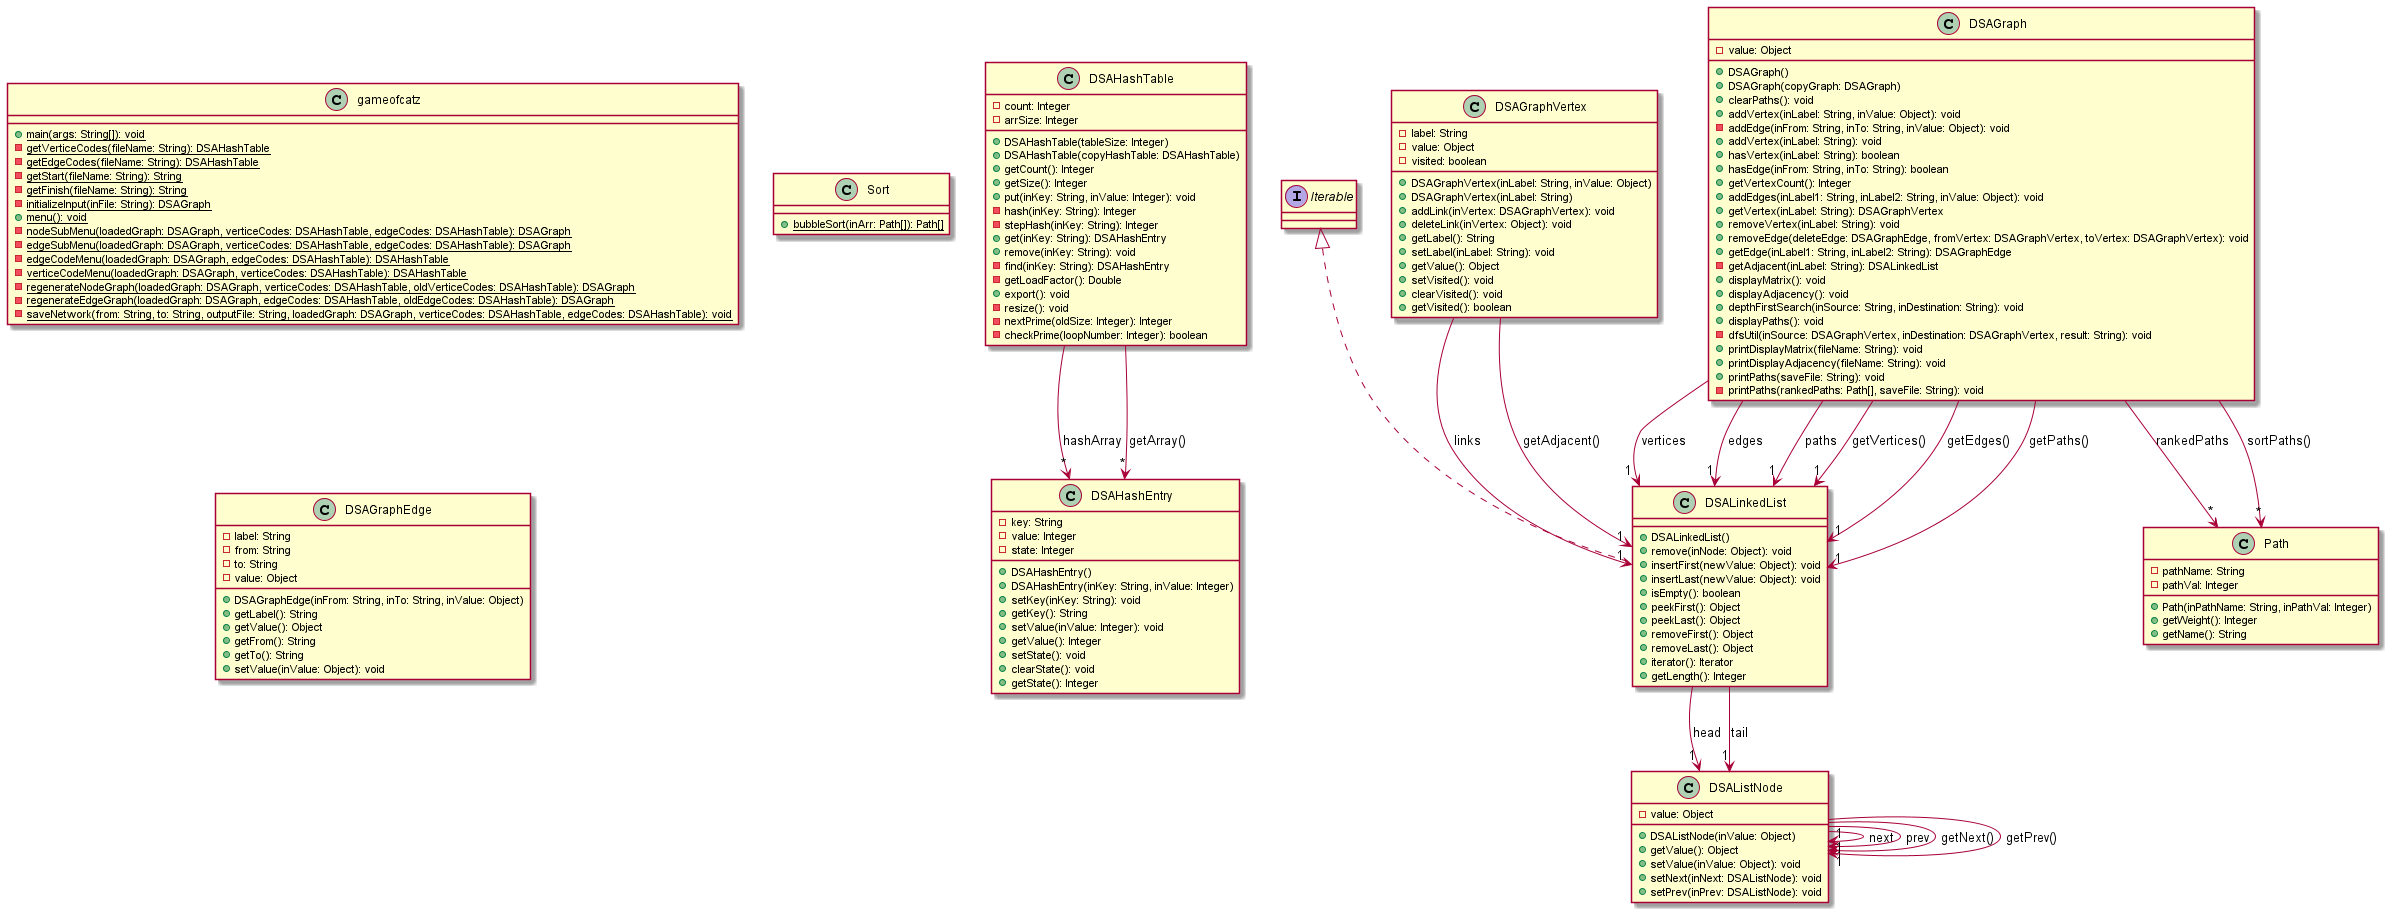 C gameofcatz
main(args: String[]): void
getVerticeCodes(fileName: String): DSAHashTable
getEdgeCodes(fileName: String): DSAHashTable
getStart(fileName: String): String
getFinish(fileName: String): String
initializeInput(inFile: String): DSAGraph
menu(): void
nodeSubMenu(loadedGraph: DSAGraph, verticeCodes: DSAHashTable, edgeCodes: DSAHashTable): DSAGraph
edgeSubMenu(loadedGraph: DSAGraph, verticeCodes: DSAHashTable, edgeCodes: DSAHashTable): DSAGraph
edgeCodeMenu(loadedGraph: DSAGraph, edgeCodes: DSAHashTable): DSAHashTable
verticeCodeMenu(loadedGraph: DSAGraph, verticeCodes: DSAHashTable): DSAHashTable
regenerateNodeGraph(loadedGraph: DSAGraph, verticeCodes: DSAHashTable, oldVerticeCodes: DSAHashTable): DSAGraph
regenerateEdgeGraph(loadedGraph: DSAGraph, edgeCodes: DSAHashTable, oldEdgeCodes: DSAHashTable): DSAGraph
saveNetwork(from: String, to: String, outputFile: String, loadedGraph: DSAGraph, verticeCodes: DSAHashTable, edgeCodes: DSAHashTable): void
C Sort
bubbleSort(inArr: Path[]): Path[]
C DSAHashTable
count: Integer
arrSize: Integer
DSAHashTable(tableSize: Integer)
DSAHashTable(copyHashTable: DSAHashTable)
getCount(): Integer
getSize(): Integer
put(inKey: String, inValue: Integer): void
hash(inKey: String): Integer
stepHash(inKey: String): Integer
get(inKey: String): DSAHashEntry
remove(inKey: String): void
find(inKey: String): DSAHashEntry
getLoadFactor(): Double
export(): void
resize(): void
nextPrime(oldSize: Integer): Integer
checkPrime(loopNumber: Integer): boolean
I Iterable
C DSAGraphVertex
label: String
value: Object
visited: boolean
DSAGraphVertex(inLabel: String, inValue: Object)
DSAGraphVertex(inLabel: String)
addLink(inVertex: DSAGraphVertex): void
deleteLink(inVertex: Object): void
getLabel(): String
setLabel(inLabel: String): void
getValue(): Object
setVisited(): void
clearVisited(): void
getVisited(): boolean
C DSAGraph
value: Object
DSAGraph()
DSAGraph(copyGraph: DSAGraph)
clearPaths(): void
addVertex(inLabel: String, inValue: Object): void
addEdge(inFrom: String, inTo: String, inValue: Object): void
addVertex(inLabel: String): void
hasVertex(inLabel: String): boolean
hasEdge(inFrom: String, inTo: String): boolean
getVertexCount(): Integer
addEdges(inLabel1: String, inLabel2: String, inValue: Object): void
getVertex(inLabel: String): DSAGraphVertex
removeVertex(inLabel: String): void
removeEdge(deleteEdge: DSAGraphEdge, fromVertex: DSAGraphVertex, toVertex: DSAGraphVertex): void
getEdge(inLabel1: String, inLabel2: String): DSAGraphEdge
getAdjacent(inLabel: String): DSALinkedList
displayMatrix(): void
displayAdjacency(): void
depthFirstSearch(inSource: String, inDestination: String): void
displayPaths(): void
dfsUtil(inSource: DSAGraphVertex, inDestination: DSAGraphVertex, result: String): void
printDisplayMatrix(fileName: String): void
printDisplayAdjacency(fileName: String): void
printPaths(saveFile: String): void
printPaths(rankedPaths: Path[], saveFile: String): void
hashArray
*
getArray()
*
links
1
getAdjacent()
1
vertices
1
edges
1
paths
1
getVertices()
1
getEdges()
1
getPaths()
1
rankedPaths
*
sortPaths()
*
C DSAGraphEdge
label: String
from: String
to: String
value: Object
DSAGraphEdge(inFrom: String, inTo: String, inValue: Object)
getLabel(): String
getValue(): Object
getFrom(): String
getTo(): String
setValue(inValue: Object): void
C DSAHashEntry
key: String
value: Integer
state: Integer
DSAHashEntry()
DSAHashEntry(inKey: String, inValue: Integer)
setKey(inKey: String): void
getKey(): String
setValue(inValue: Integer): void
getValue(): Integer
setState(): void
clearState(): void
getState(): Integer
C DSALinkedList
DSALinkedList()
remove(inNode: Object): void
insertFirst(newValue: Object): void
insertLast(newValue: Object): void
isEmpty(): boolean
peekFirst(): Object
peekLast(): Object
removeFirst(): Object
removeLast(): Object
iterator(): Iterator
getLength(): Integer
C Path
pathName: String
pathVal: Integer
Path(inPathName: String, inPathVal: Integer)
getWeight(): Integer
getName(): String
head
1
tail
1
C DSAListNode
value: Object
DSAListNode(inValue: Object)
getValue(): Object
setValue(inValue: Object): void
setNext(inNext: DSAListNode): void
setPrev(inPrev: DSAListNode): void
1
next
prev
getNext()
getPrev()